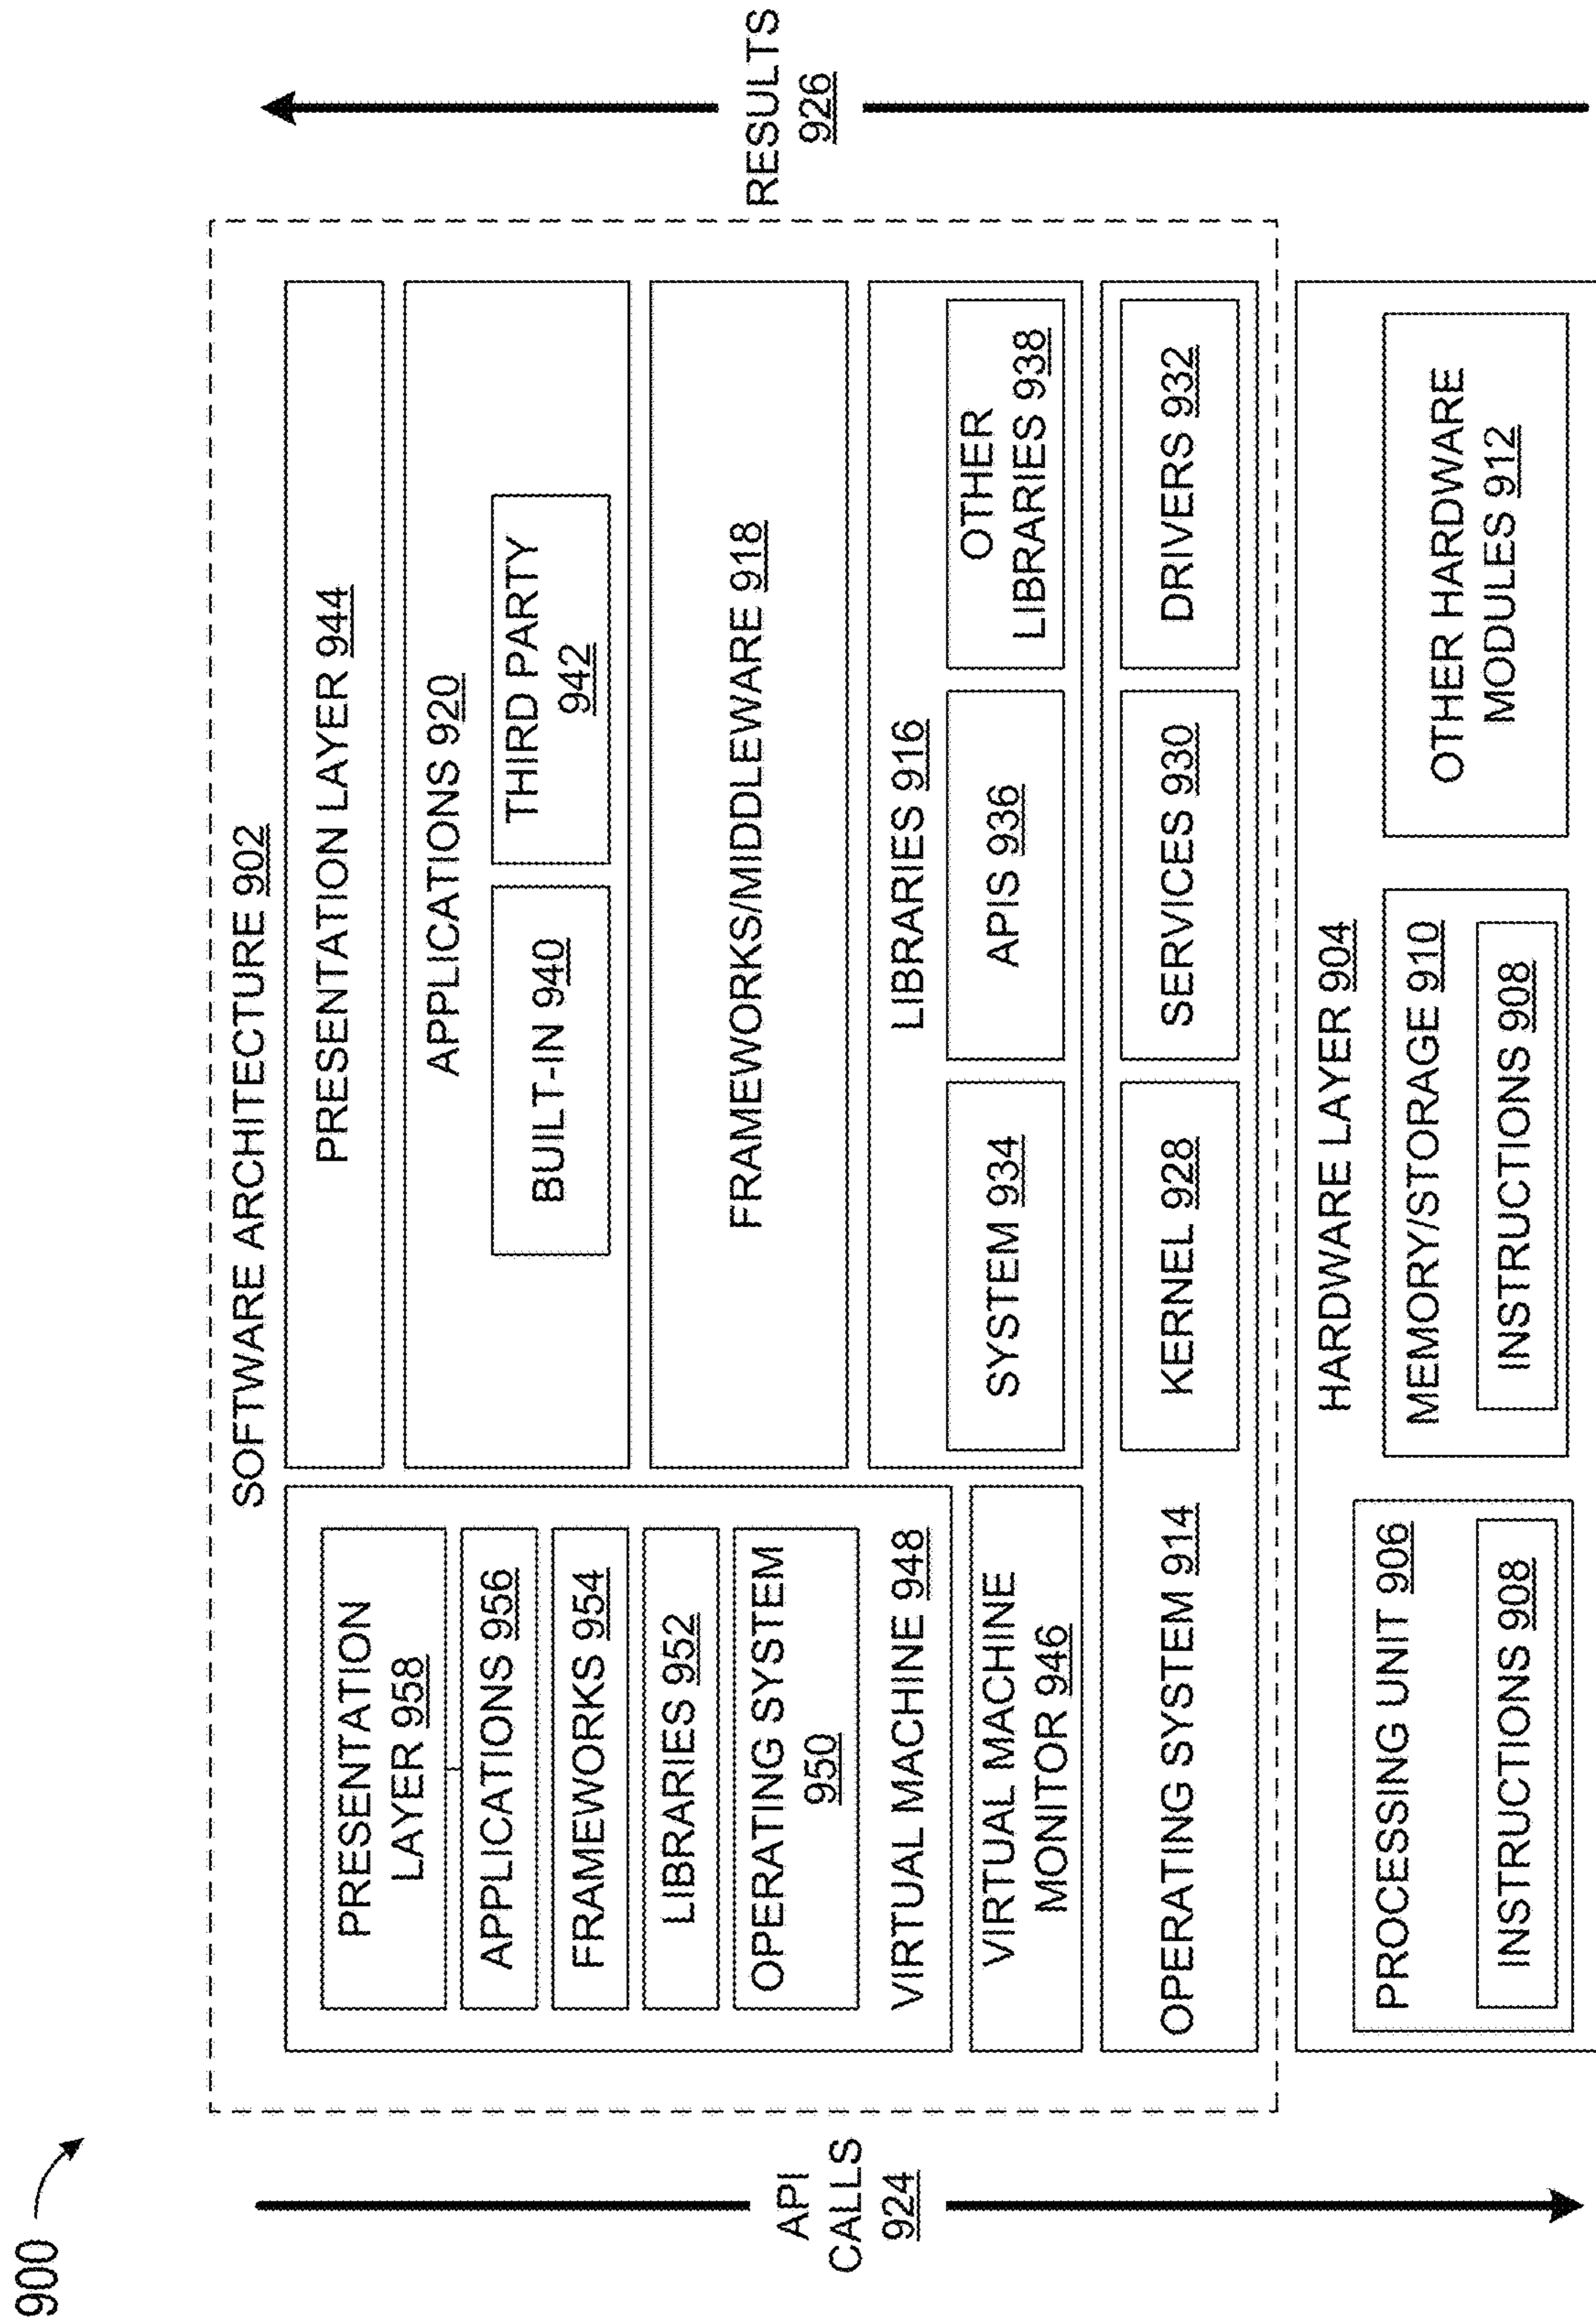 900
SOFTWARE ARCHITECTURE 902
PRESENTATION
LAYER 958
APPLICATIONS 956
FRAMEWORKS 954
LIBRARIES 952
OPERATING SYSTEM
950
VIRTUAL MACHINE 948
VIRTUAL MACHINE
MONITOR 946
PRESENTATION LAYER 944
APPLICATIONS 920
BUILT-IN 940
THIRD PARTY
942
FRAMEWORKS/MIDDLEWARE 918
LIBRARIES 916
SYSTEM 934
APIS 936
OTHER
LIBRARIES 938
OPERATING SYSTEM 914
KERNEL 928
SERVICES 930
DRIVERS 932
API
CALLS
924
RESULTS
926
HARDWARE LAYER 904
PROCESSING UNIT 906
INSTRUCTIONS 908
MEMORY/STORAGE 910
INSTRUCTIONS 908
OTHER HARDWARE
MODULES 912